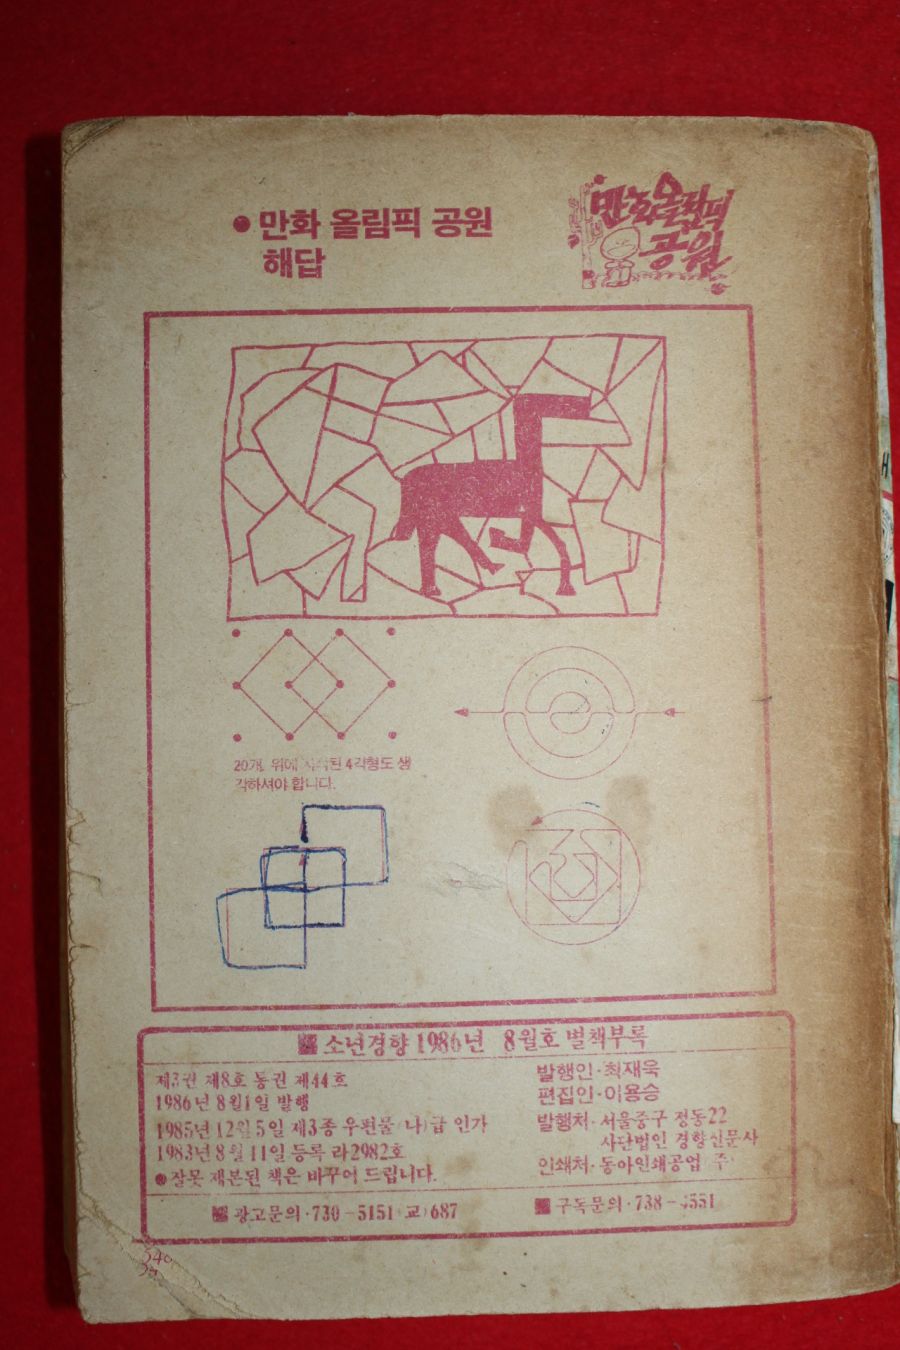 ● 만화 올림픽 공원
해답
만화올림픽
공원
20개. 위에 된 4각형도 생
각하셔야 합니다.
소년경향 1986년 8월호 별책부록
제3권 제8호 통권 제44호
1986년 8월1일 발행
1985년 12월 5일 제3종 우편물(나)급 인가
1983년 8월 11일 등록 라2982호
● 잘못 제본된 책은 바꾸어 드립니다.
발행인·최재욱
편집인·이용승
발행처·서울중구 정동22
사단법인 경향신문사
인쇄처·동아인쇄공업(주)
광고문의·730-5151(교)687
구독문의·738-551
340